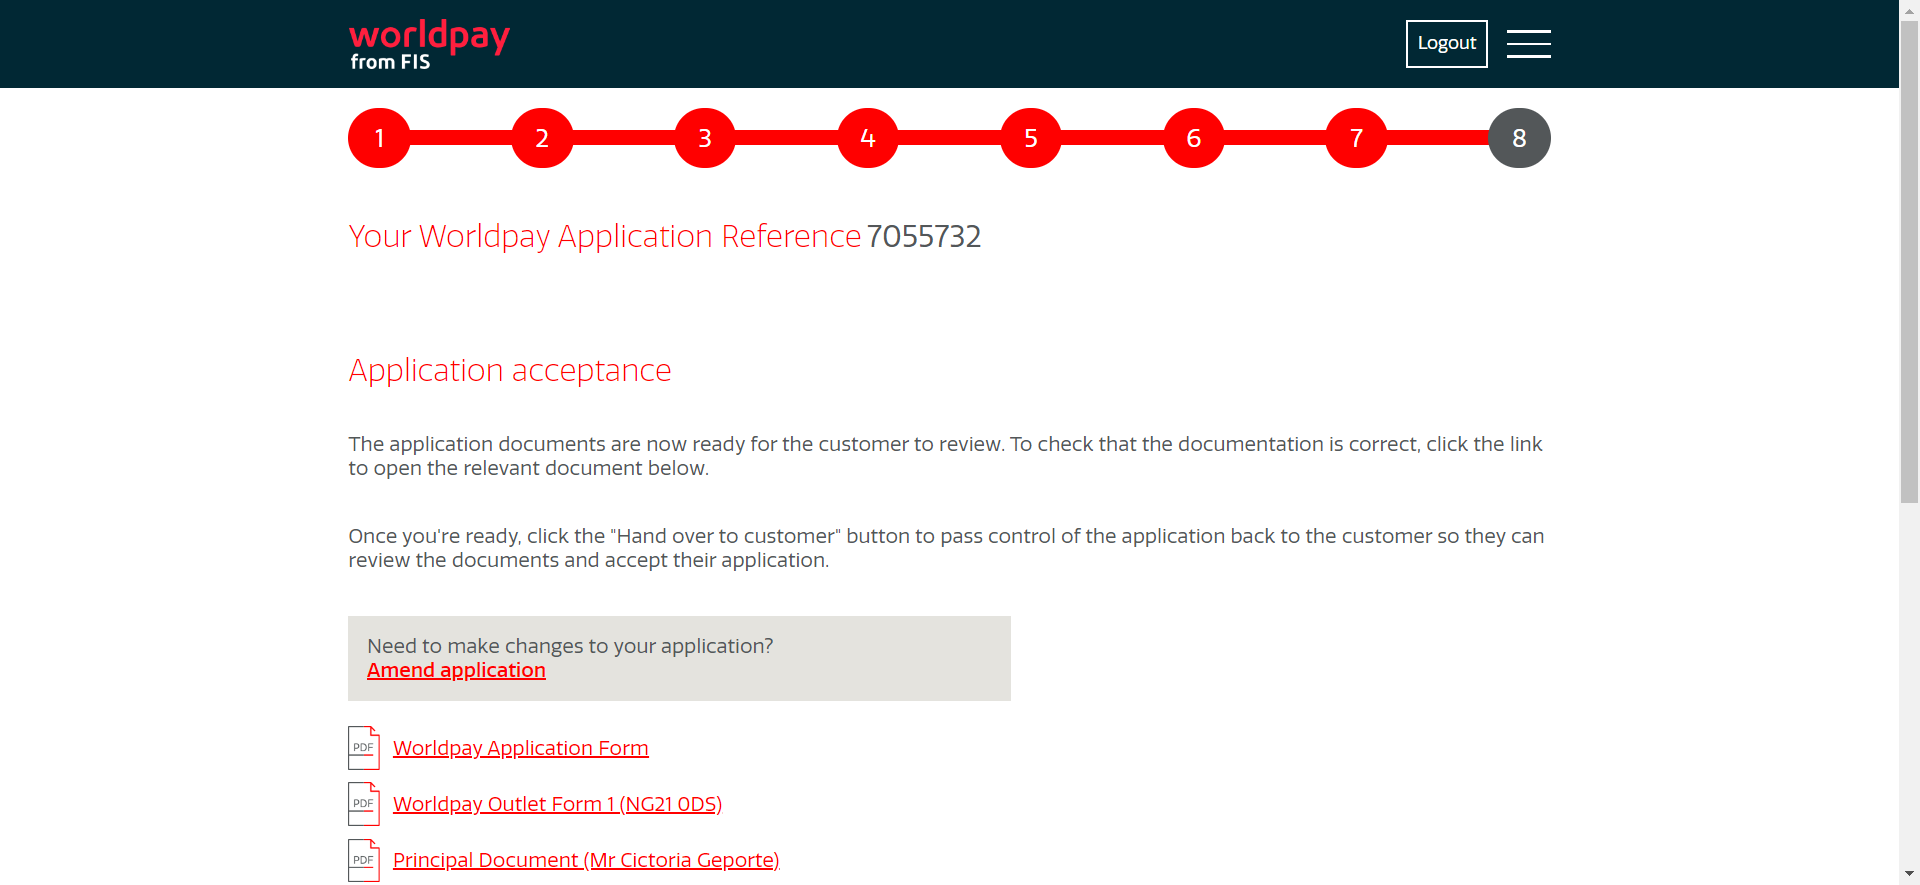 worldpay
from FIS
Logout
1 2 3 4 5 6 7 8
Your Worldpay Application Reference 7055732
Application acceptance
The application documents are now ready for the customer to review. To check that the documentation is correct, click the link
to open the relevant document below.
Once you're ready, click the "Hand over to customer" button to pass control of the application back to the customer so they can
review the documents and accept their application.
Need to make changes to your application?
Amend application
PDF Worldpay Application Form
PDF Worldpay Outlet Form 1 (NG21 0DS)
PDF Principal Document (Mr Cictoria Geporte)